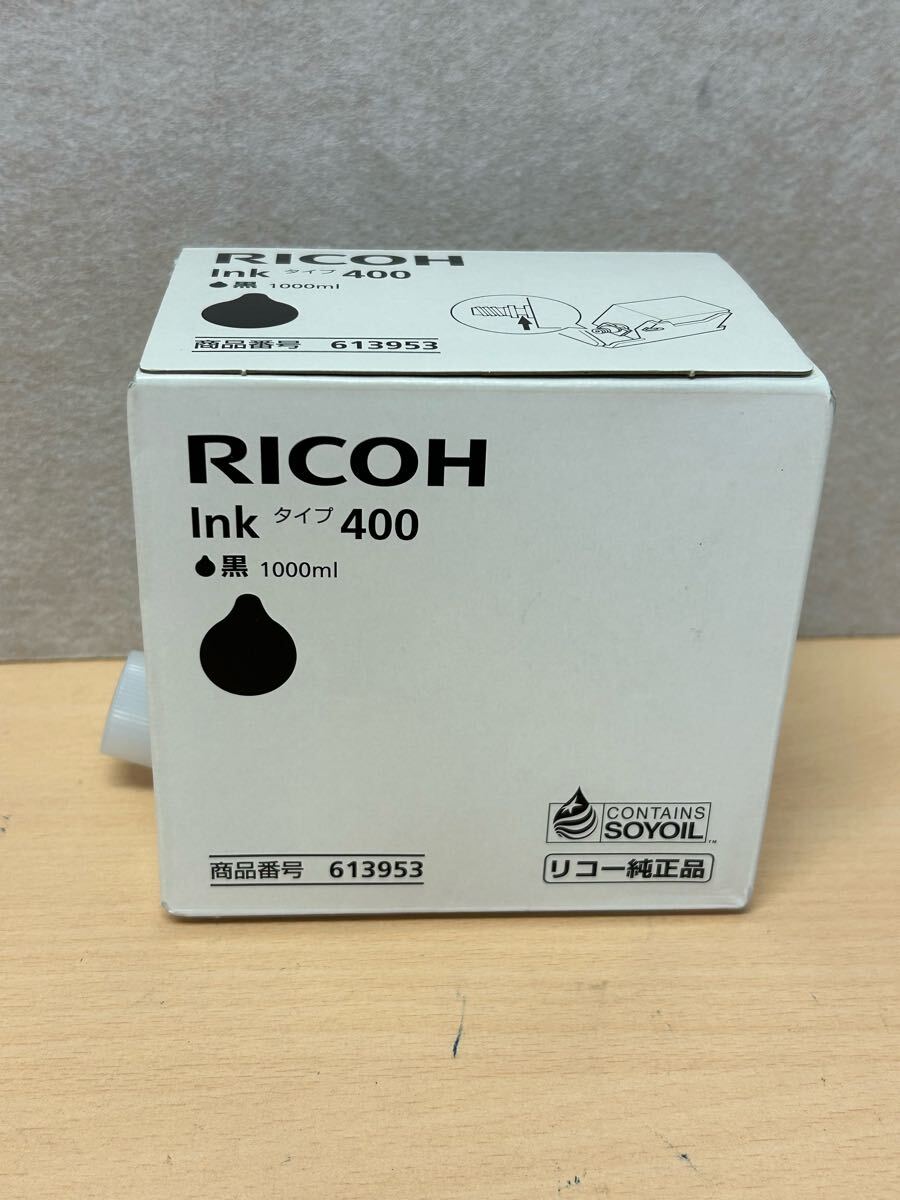 RICOH
Ink タイプ 400
黒 1000ml
商品番号 613953
RICOH
Ink タイプ 400
黒 1000ml
CONTAINS
SOYOIL™
商品番号 613953
リコー純正品